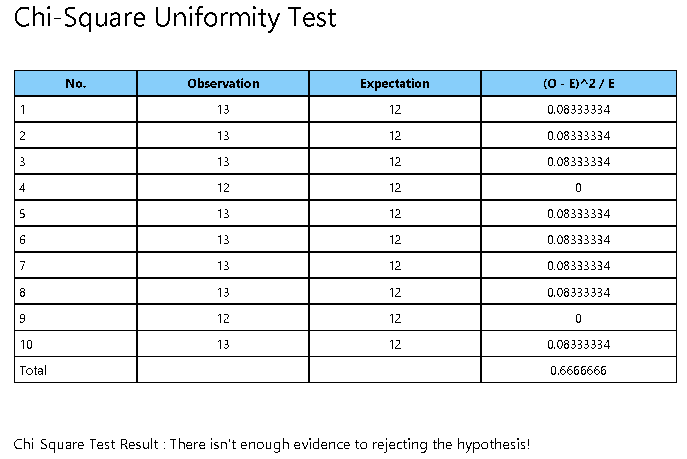 Chi-Square Uniformity Test
No. Observation Expectation (O - E)^2 / E
1 13 12 0.08333334
2 13 12 0.08333334
3 13 12 0.08333334
4 12 12 0
5 13 12 0.08333334
6 13 12 0.08333334
7 13 12 0.08333334
8 13 12 0.08333334
9 12 12 0
10 13 12 0.08333334
Total 0.6666666
Chi Square Test Result : There isn't enough evidence to rejecting the hypothesis!